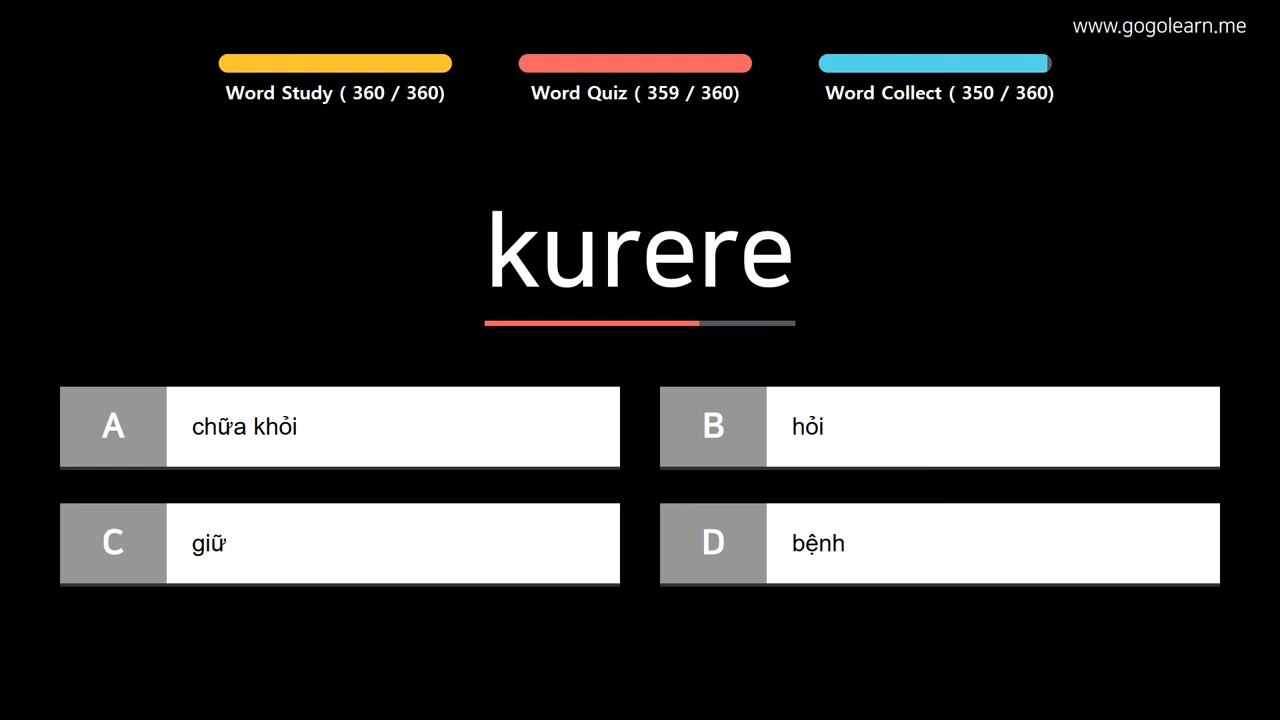 www.gogolearn.me
Word Study ( 360 / 360)
Word Quiz ( 359 / 360)
Word Collect ( 350 / 360)
kurere
A chữa khỏi
B hỏi
C giữ
D bệnh